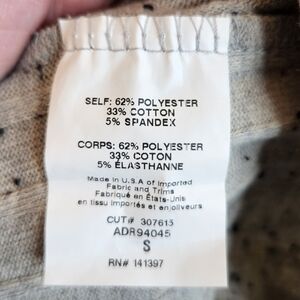 SELF: 62% POLYESTER
33% COTTON
5% SPANDEX
CORPS: 62% POLYESTER
33% COTON
5% ÉLASTHANNE
Made in U.S.A of Imported
Fabric and Trims
Fabriqué en États-Unis
en tissu importés et enjoliveurs
CUT# 307615
ADR94045
S
RN# 141397